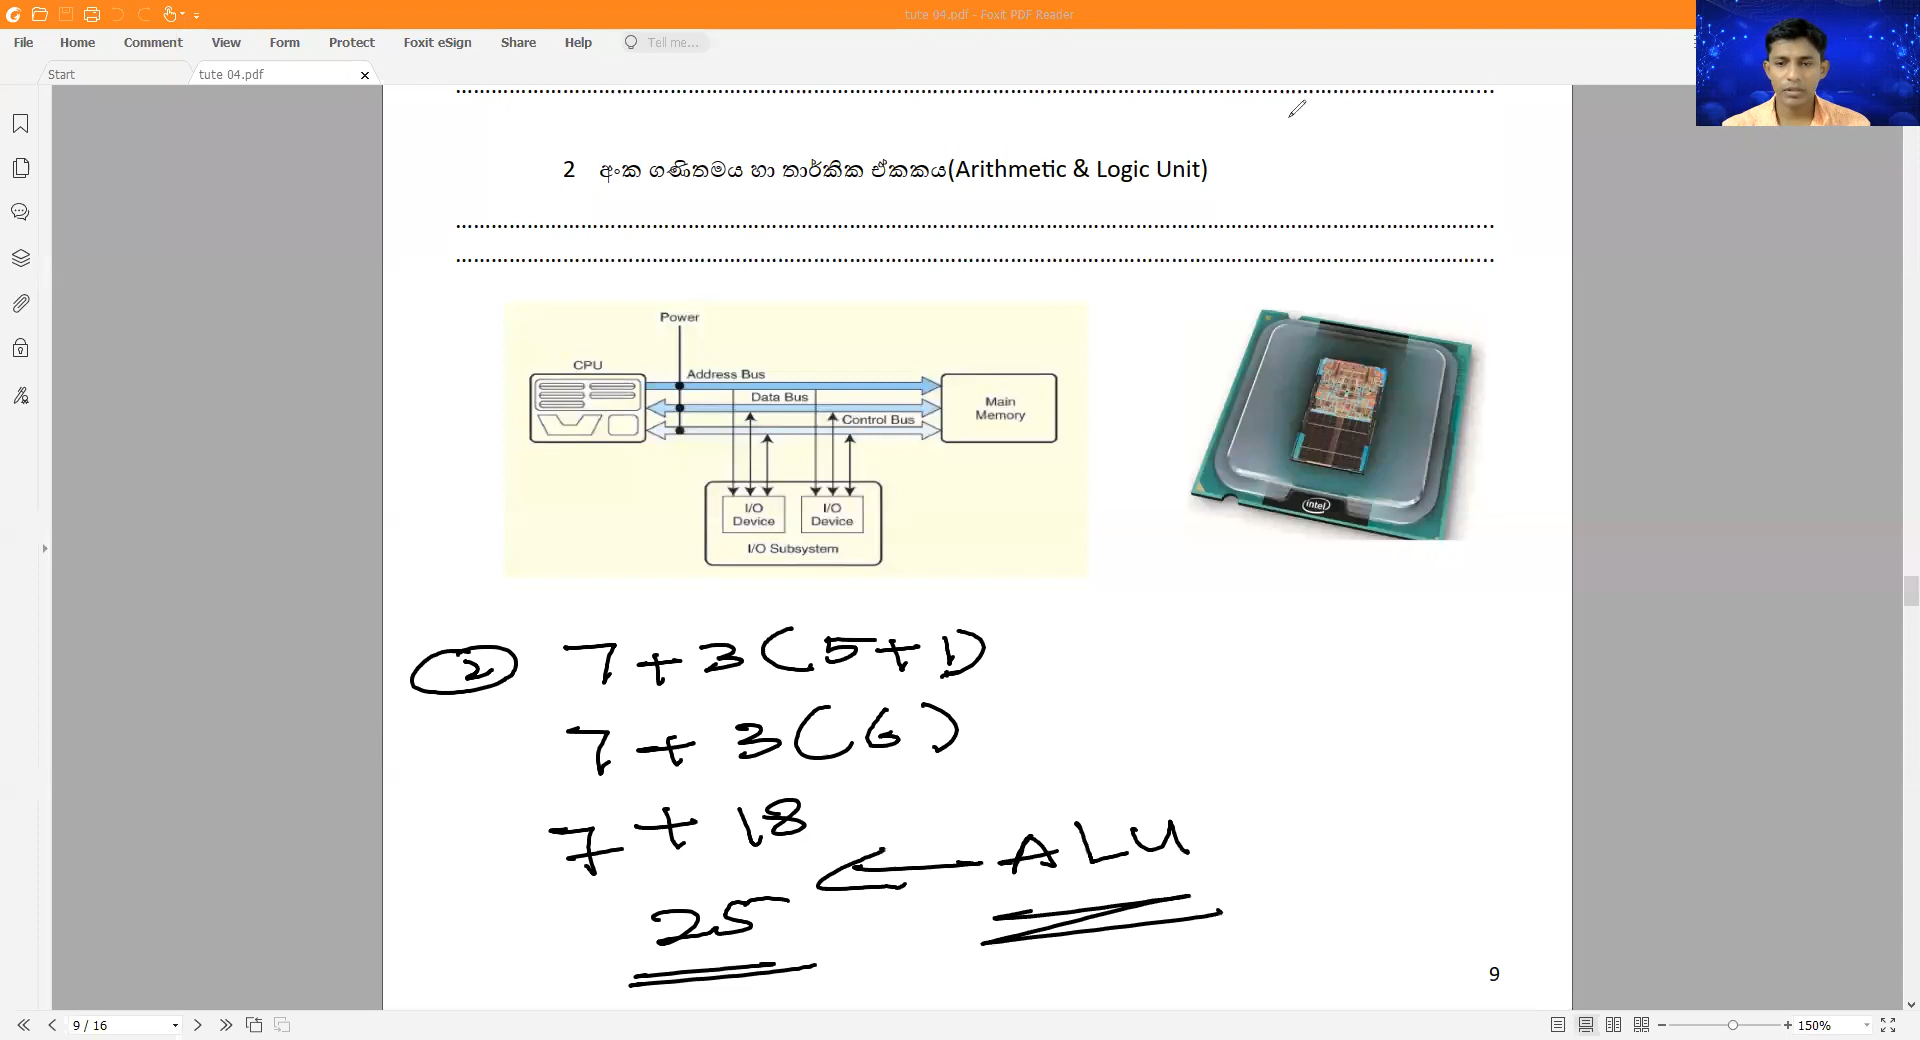 tute 04.pdf - Foxit PDF Reader
File Home Comment View Form Protect Foxit eSign Share Help Tell me...
Start
tute 04.pdf
2 අංක ගණිතමය හා තාර්කික ඒකකය(Arithmetic & Logic Unit)
Power
CPU
Address Bus
Data Bus
Control Bus
Main
Memory
I/O
Device
I/O
Device
I/O Subsystem
intel
2 7 + 3 (5+1)
7 + 3 (6)
7 + 18
ALU
25
9
9 / 16
150%